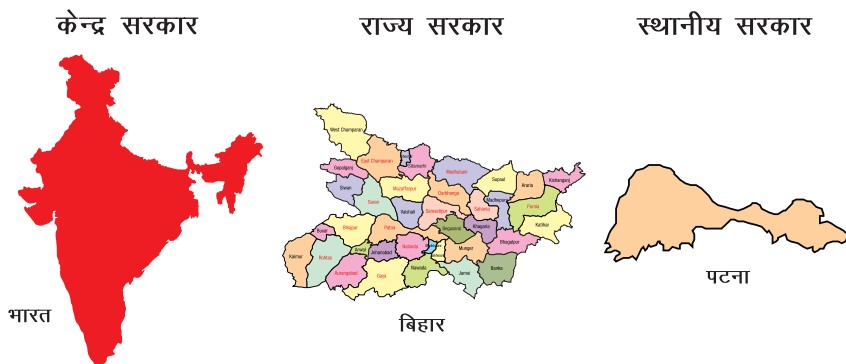 केन्द्र सरकार
राज्य सरकार
स्थानीय सरकार
West Champaran
East Champaran
Sitamarhi
Gopalganj
Madhubani
Siwan
Muzaffarpur
Darbhanga
Supaul
Araria
Kishanganj
Saran
Vaishali
Samastipur
Saharsa
Madhepura
Purnia
Katihar
Buxar
Bhojpur
Patna
Begusarai
Khagaria
Bhagalpur
Kaimur
Rohtas
Arwal
Jehanabad
Nalanda
Munger
Aurangabad
Gaya
Nawada
Jamui
Banka
भारत
बिहार
पटना